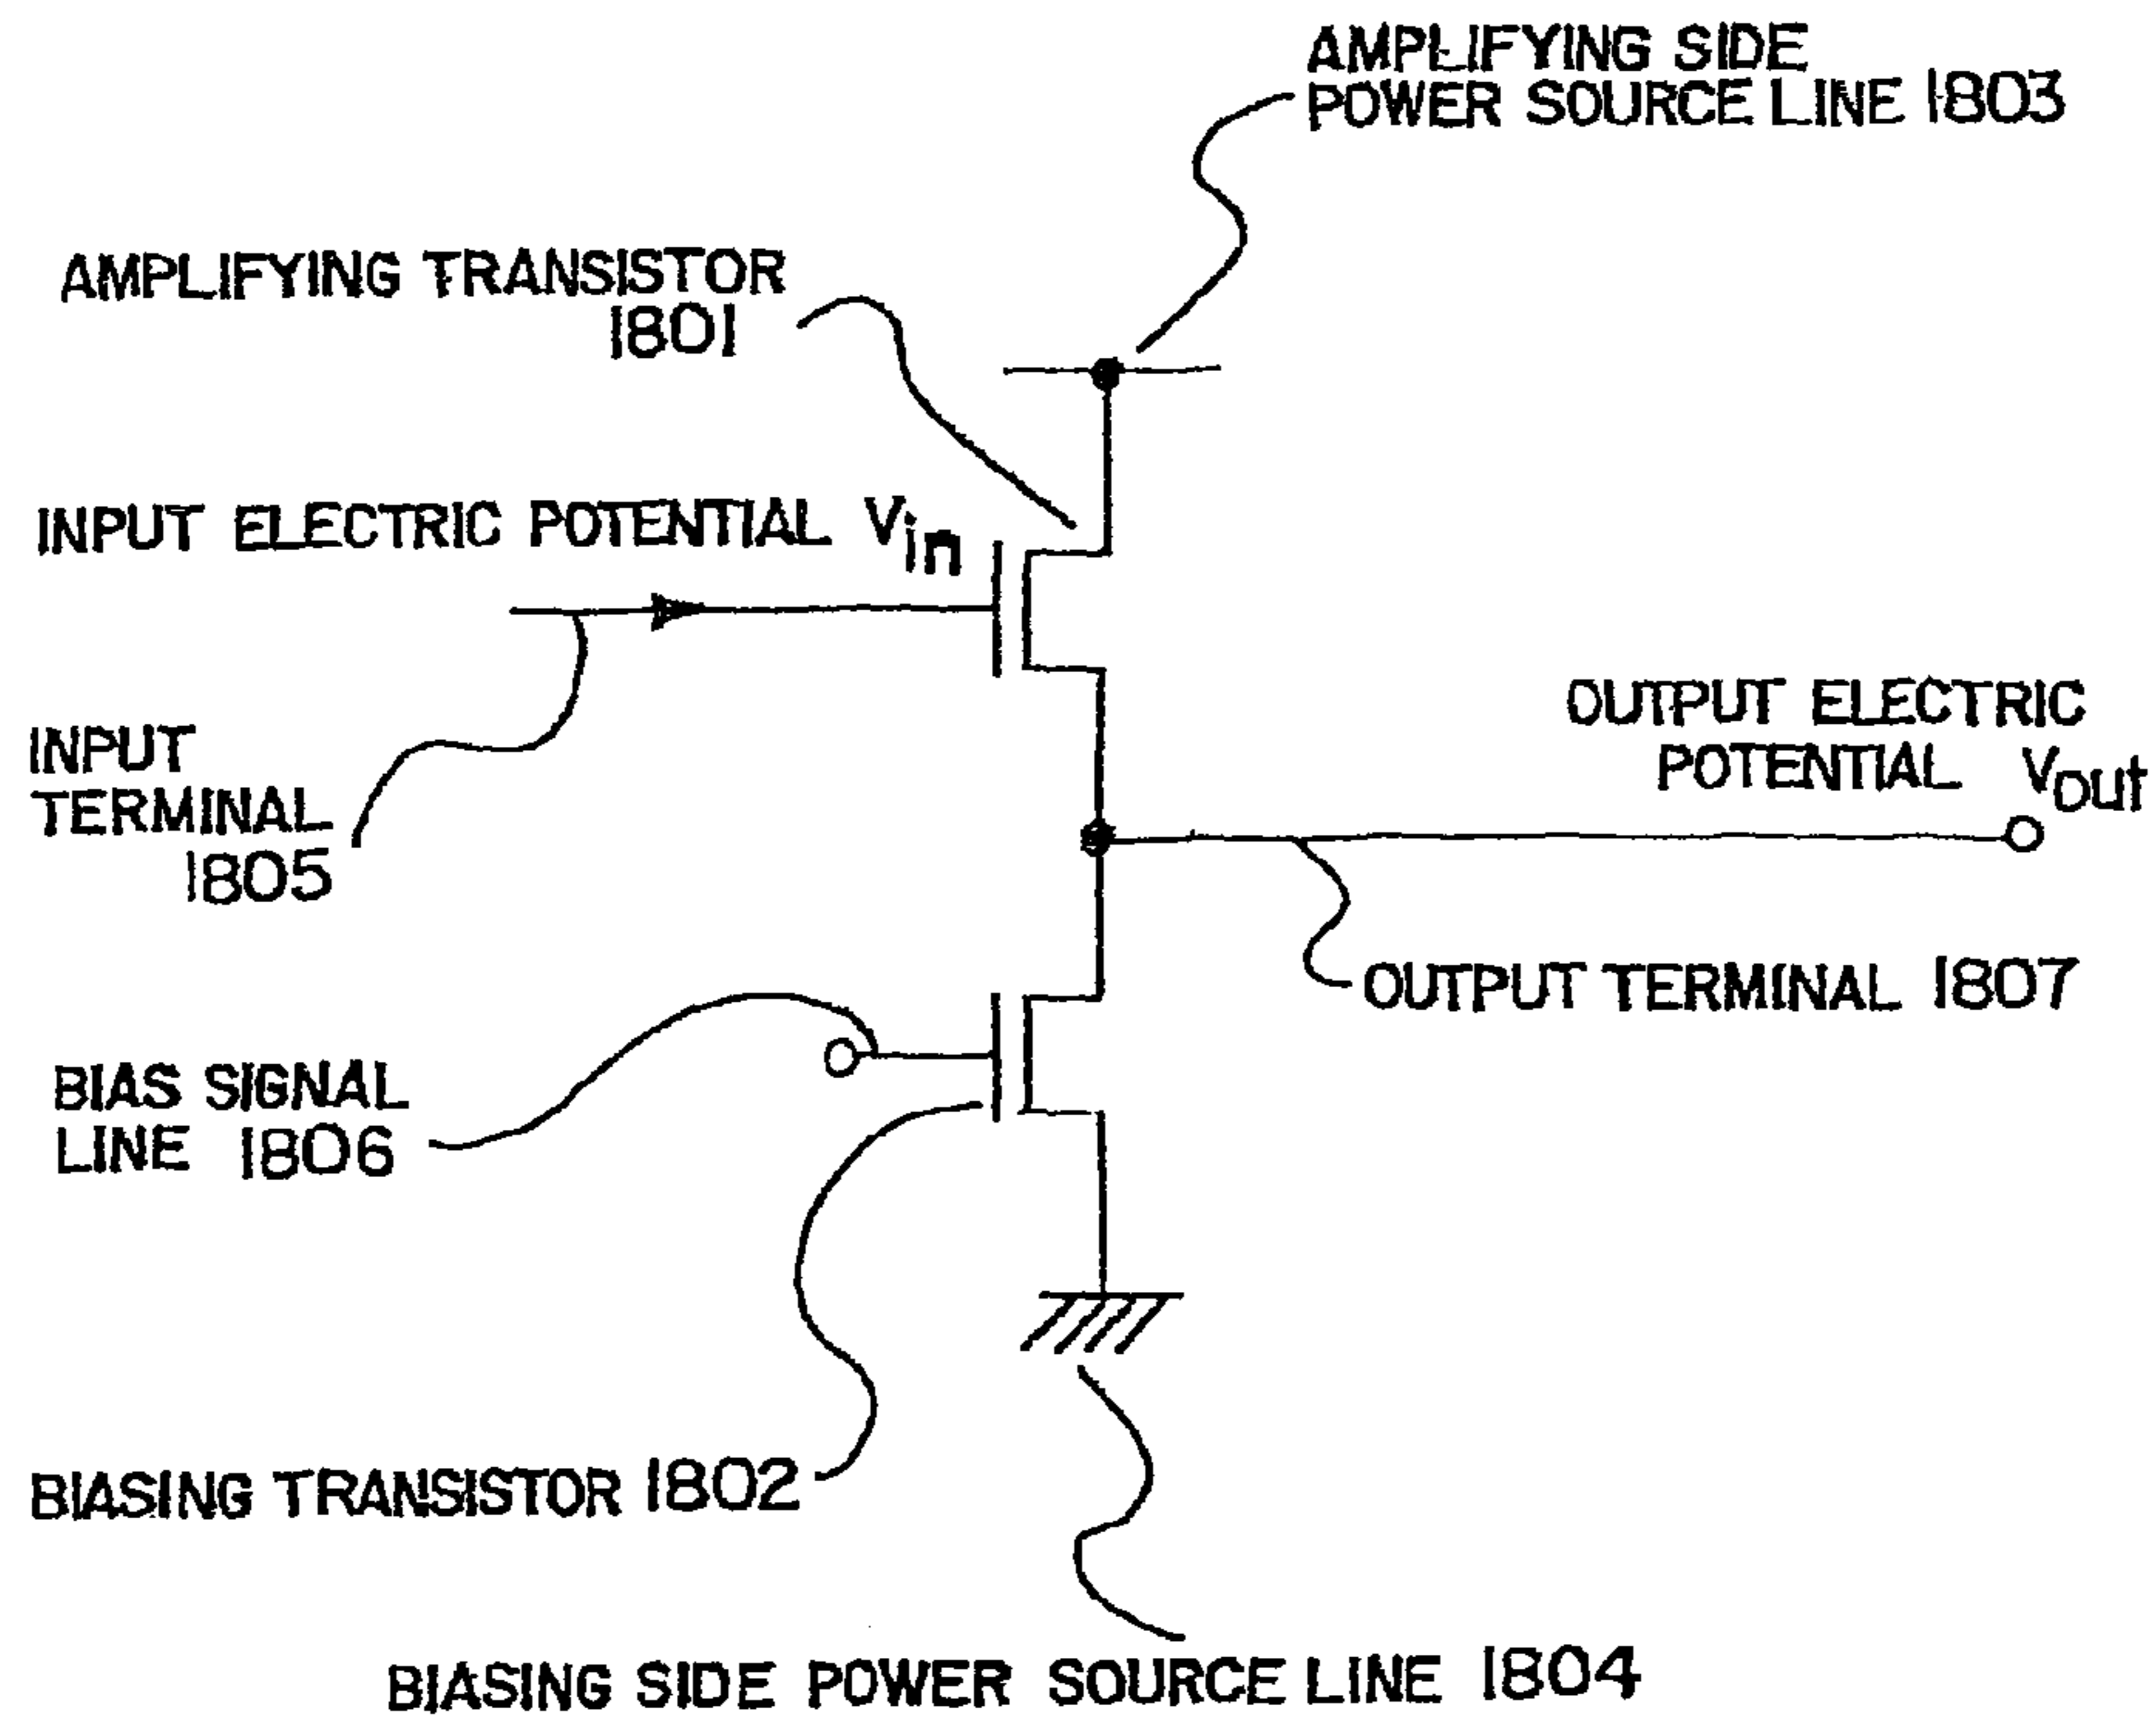 AMPLIFYING SIDE
POWER SOURCE LINE 1803
AMPLIFYING TRANSISTOR
1801
INPUT ELECTRIC POTENTIAL Vin
INPUT
TERMINAL
1805
OUTPUT ELECTRIC
POTENTIAL Vout
OUTPUT TERMINAL 1807
BIAS SIGNAL
LINE 1806
BIASING TRANSISTOR 1802
BIASING SIDE POWER SOURCE LINE 1804